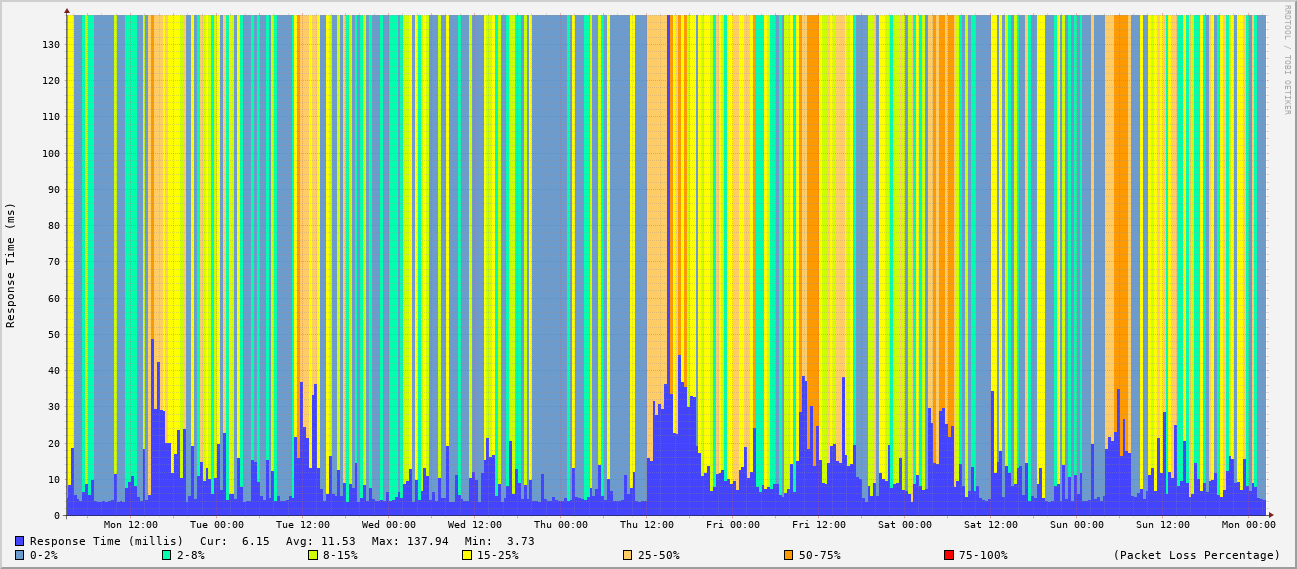 RRDTOOL / TOBI OETIKER
Response Time (ms)
130
120
110
100
90
80
70
60
50
40
30
20
10
0
Mon 12:00 Tue 00:00 Tue 12:00 Wed 00:00 Wed 12:00 Thu 00:00 Thu 12:00 Fri 00:00 Fri 12:00 Sat 00:00 Sat 12:00 Sun 00:00 Sun 12:00 Mon 00:00
Response Time (millis) Cur: 6.15 Avg: 11.53 Max: 137.94 Min: 3.73
0-2% 2-8% 8-15% 15-25% 25-50% 50-75% 75-100% (Packet Loss Percentage)